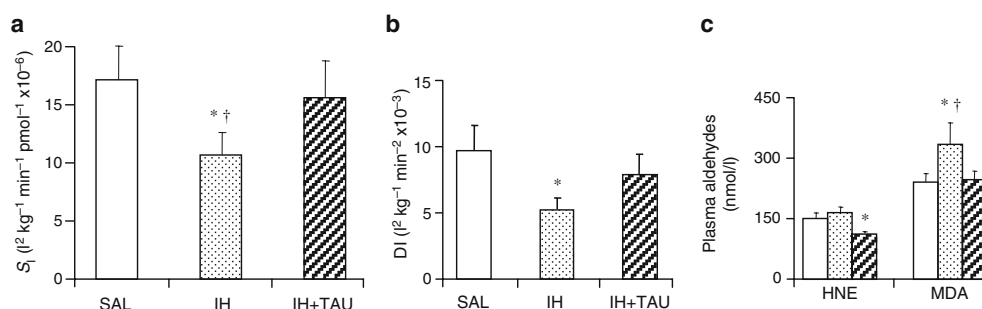 a
S_I (l² kg⁻¹ min⁻¹ pmol⁻¹ x10⁻⁶)
20
15
10
5
0
* †
SAL IH IH+TAU
b
DI (l² kg⁻¹ min⁻² x10⁻³)
15
10
5
0
*
SAL IH IH+TAU
c
Plasma aldehydes
(nmol/l)
450
300
150
0
*
* †
HNE MDA